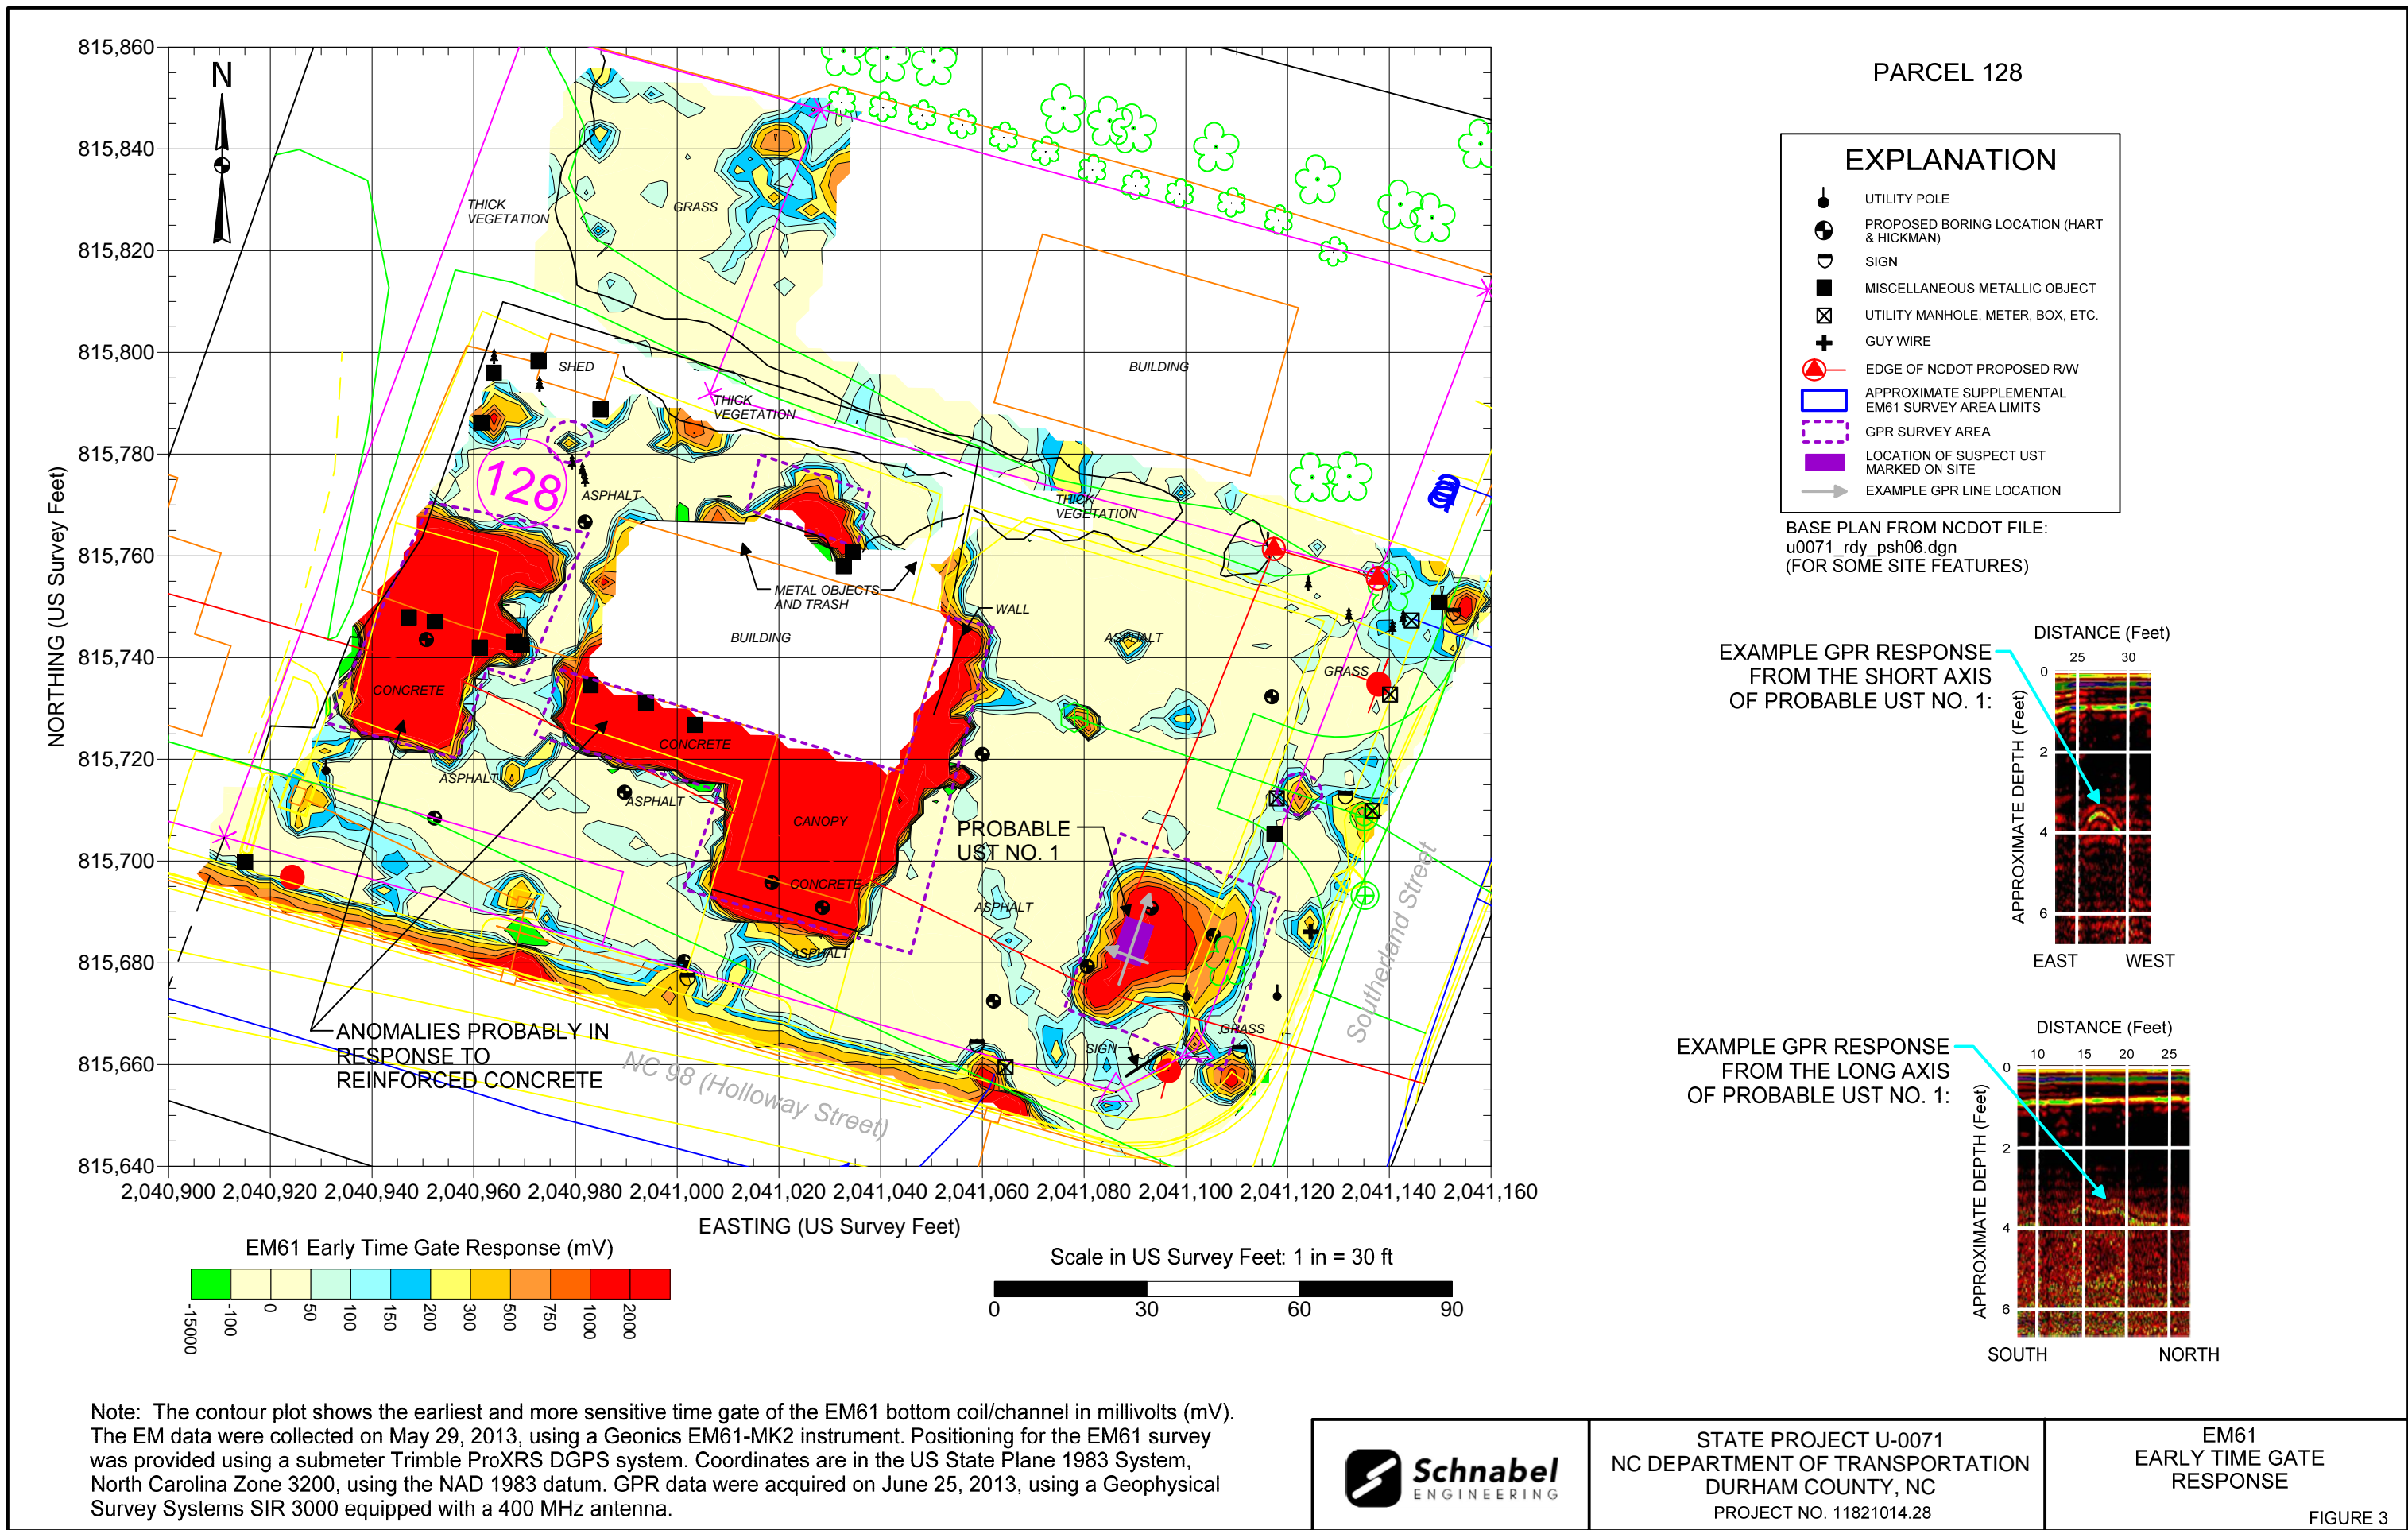 PARCEL 128
EXPLANATION
UTILITY POLE
PROPOSED BORING LOCATION (HART
& HICKMAN)
SIGN
MISCELLANEOUS METALLIC OBJECT
UTILITY MANHOLE, METER, BOX, ETC.
GUY WIRE
EDGE OF NCDOT PROPOSED R/W
APPROXIMATE SUPPLEMENTAL
EM61 SURVEY AREA LIMITS
GPR SURVEY AREA
LOCATION OF SUSPECT UST
MARKED ON SITE
EXAMPLE GPR LINE LOCATION
BASE PLAN FROM NCDOT FILE:
u0071_rdy_psh06.dgn
(FOR SOME SITE FEATURES)
815,860
815,840
815,820
815,800
815,780
815,760
815,740
815,720
815,700
815,680
815,660
815,640
NORTHING (US Survey Feet)
N
THICK
VEGETATION
GRASS
SHED
THICK
VEGETATION
BUILDING
128
ASPHALT
THICK
VEGETATION
METAL OBJECTS
AND TRASH
WALL
BUILDING
ASPHALT
GRASS
CONCRETE
CONCRETE
ASPHALT
ASPHALT
CANOPY
PROBABLE
UST NO. 1
CONCRETE
ASPHALT
ASPHALT
Southerland Street
ANOMALIES PROBABLY IN
RESPONSE TO
REINFORCED CONCRETE
SIGN
GRASS
NC 98 (Holloway Street)
2,040,900 2,040,920 2,040,940 2,040,960 2,040,980 2,041,000 2,041,020 2,041,040 2,041,060 2,041,080 2,041,100 2,041,120 2,041,140 2,041,160
EASTING (US Survey Feet)
EXAMPLE GPR RESPONSE
FROM THE SHORT AXIS
OF PROBABLE UST NO. 1:
DISTANCE (Feet)
25 30
0
2
4
6
APPROXIMATE DEPTH (Feet)
EAST WEST
EXAMPLE GPR RESPONSE
FROM THE LONG AXIS
OF PROBABLE UST NO. 1:
DISTANCE (Feet)
10 15 20 25
0
2
4
6
APPROXIMATE DEPTH (Feet)
SOUTH NORTH
EM61 Early Time Gate Response (mV)
-15000 -100 0 50 100 150 200 300 500 750 1000 2000
Scale in US Survey Feet: 1 in = 30 ft
0 30 60 90
Note: The contour plot shows the earliest and more sensitive time gate of the EM61 bottom coil/channel in millivolts (mV).
The EM data were collected on May 29, 2013, using a Geonics EM61-MK2 instrument. Positioning for the EM61 survey
was provided using a submeter Trimble ProXRS DGPS system. Coordinates are in the US State Plane 1983 System,
North Carolina Zone 3200, using the NAD 1983 datum. GPR data were acquired on June 25, 2013, using a Geophysical
Survey Systems SIR 3000 equipped with a 400 MHz antenna.
Schnabel
ENGINEERING
STATE PROJECT U-0071
NC DEPARTMENT OF TRANSPORTATION
DURHAM COUNTY, NC
PROJECT NO. 11821014.28
EM61
EARLY TIME GATE
RESPONSE
FIGURE 3